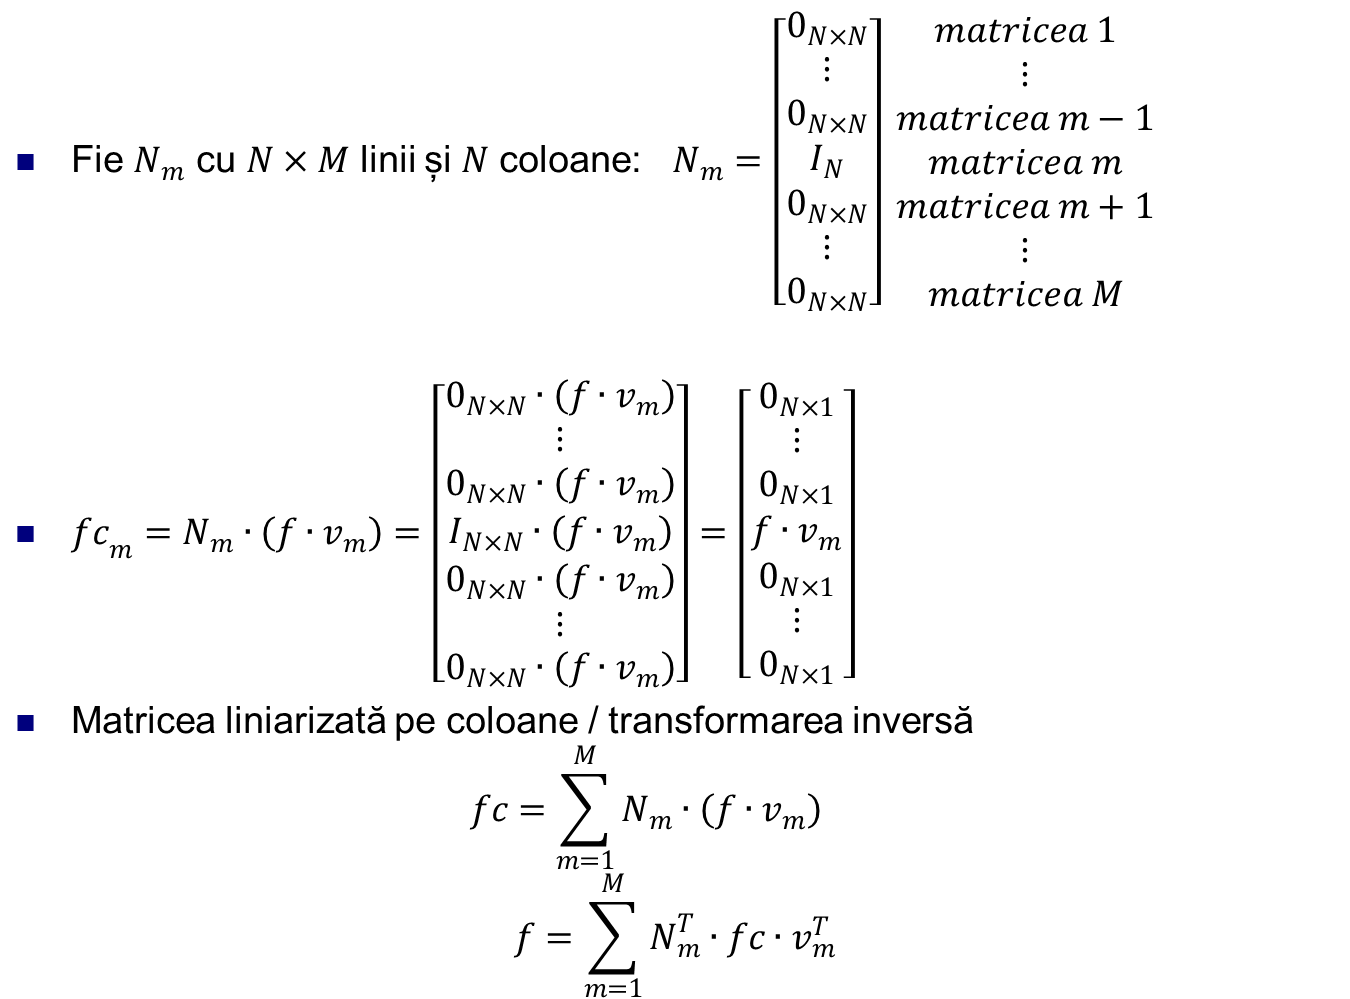 ▪ Fie N_m cu N × M linii și N coloane: N_m = [0_{N×N} ⋮ 0_{N×N} I_N 0_{N×N} ⋮ 0_{N×N}]
matricea 1
⋮
matricea m − 1
matricea m
matricea m + 1
⋮
matricea M
▪ fc_m = N_m · (f · v_m) = [0_{N×N} · (f · v_m) ⋮ 0_{N×N} · (f · v_m) I_{N×N} · (f · v_m) 0_{N×N} · (f · v_m) ⋮ 0_{N×N} · (f · v_m)] = [0_{N×1} ⋮ 0_{N×1} f · v_m 0_{N×1} ⋮ 0_{N×1}]
▪ Matricea liniarizată pe coloane / transformarea inversă
fc = ∑_{m=1}^{M} N_m · (f · v_m)
f = ∑_{m=1}^{M} N_m^T · fc · v_m^T